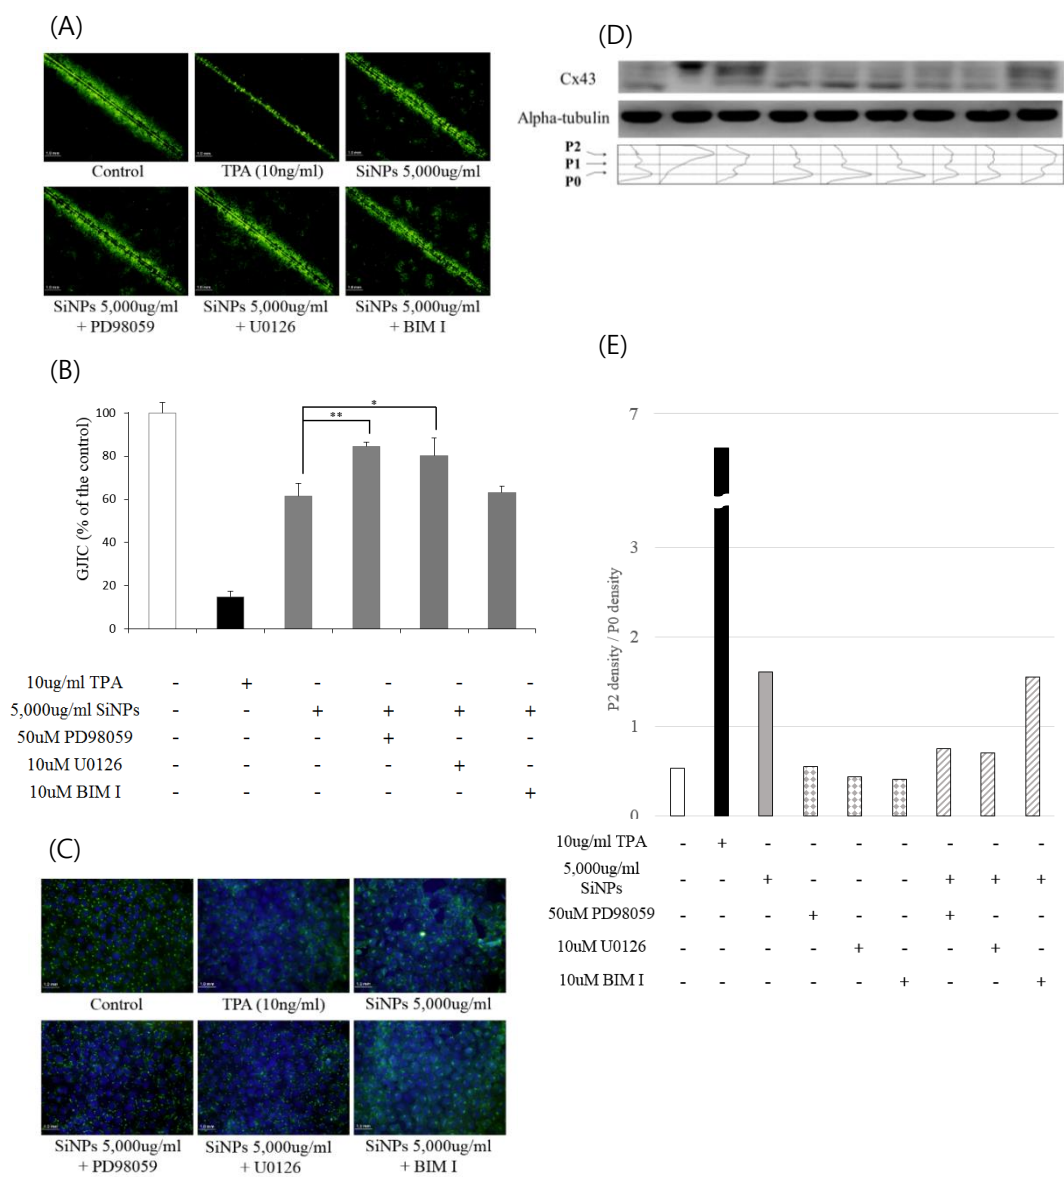 (A)
Control
TPA (10ng/ml)
SiNPs 5,000ug/ml
SiNPs 5,000ug/ml
+ PD98059
SiNPs 5,000ug/ml
+ U0126
SiNPs 5,000ug/ml
+ BIM I
(B)
GJIC (% of the control)
100
80
60
40
20
0
**
*
10ug/ml TPA - + - - - -
5,000ug/ml SiNPs - - + + + +
50uM PD98059 - - - + - -
10uM U0126 - - - - + -
10uM BIM I - - - - - +
(C)
Control
TPA (10ng/ml)
SiNPs 5,000ug/ml
SiNPs 5,000ug/ml
+ PD98059
SiNPs 5,000ug/ml
+ U0126
SiNPs 5,000ug/ml
+ BIM I
(D)
Cx43
Alpha-tubulin
P2
P1
P0
(E)
P2 density / P0 density
7
3
2
1
0
10ug/ml TPA - + - - - - - - -
5,000ug/ml
SiNPs - - + - - - + + +
50uM PD98059 - - - + - - + - -
10uM U0126 - - - - + - - + -
10uM BIM I - - - - - + - - +